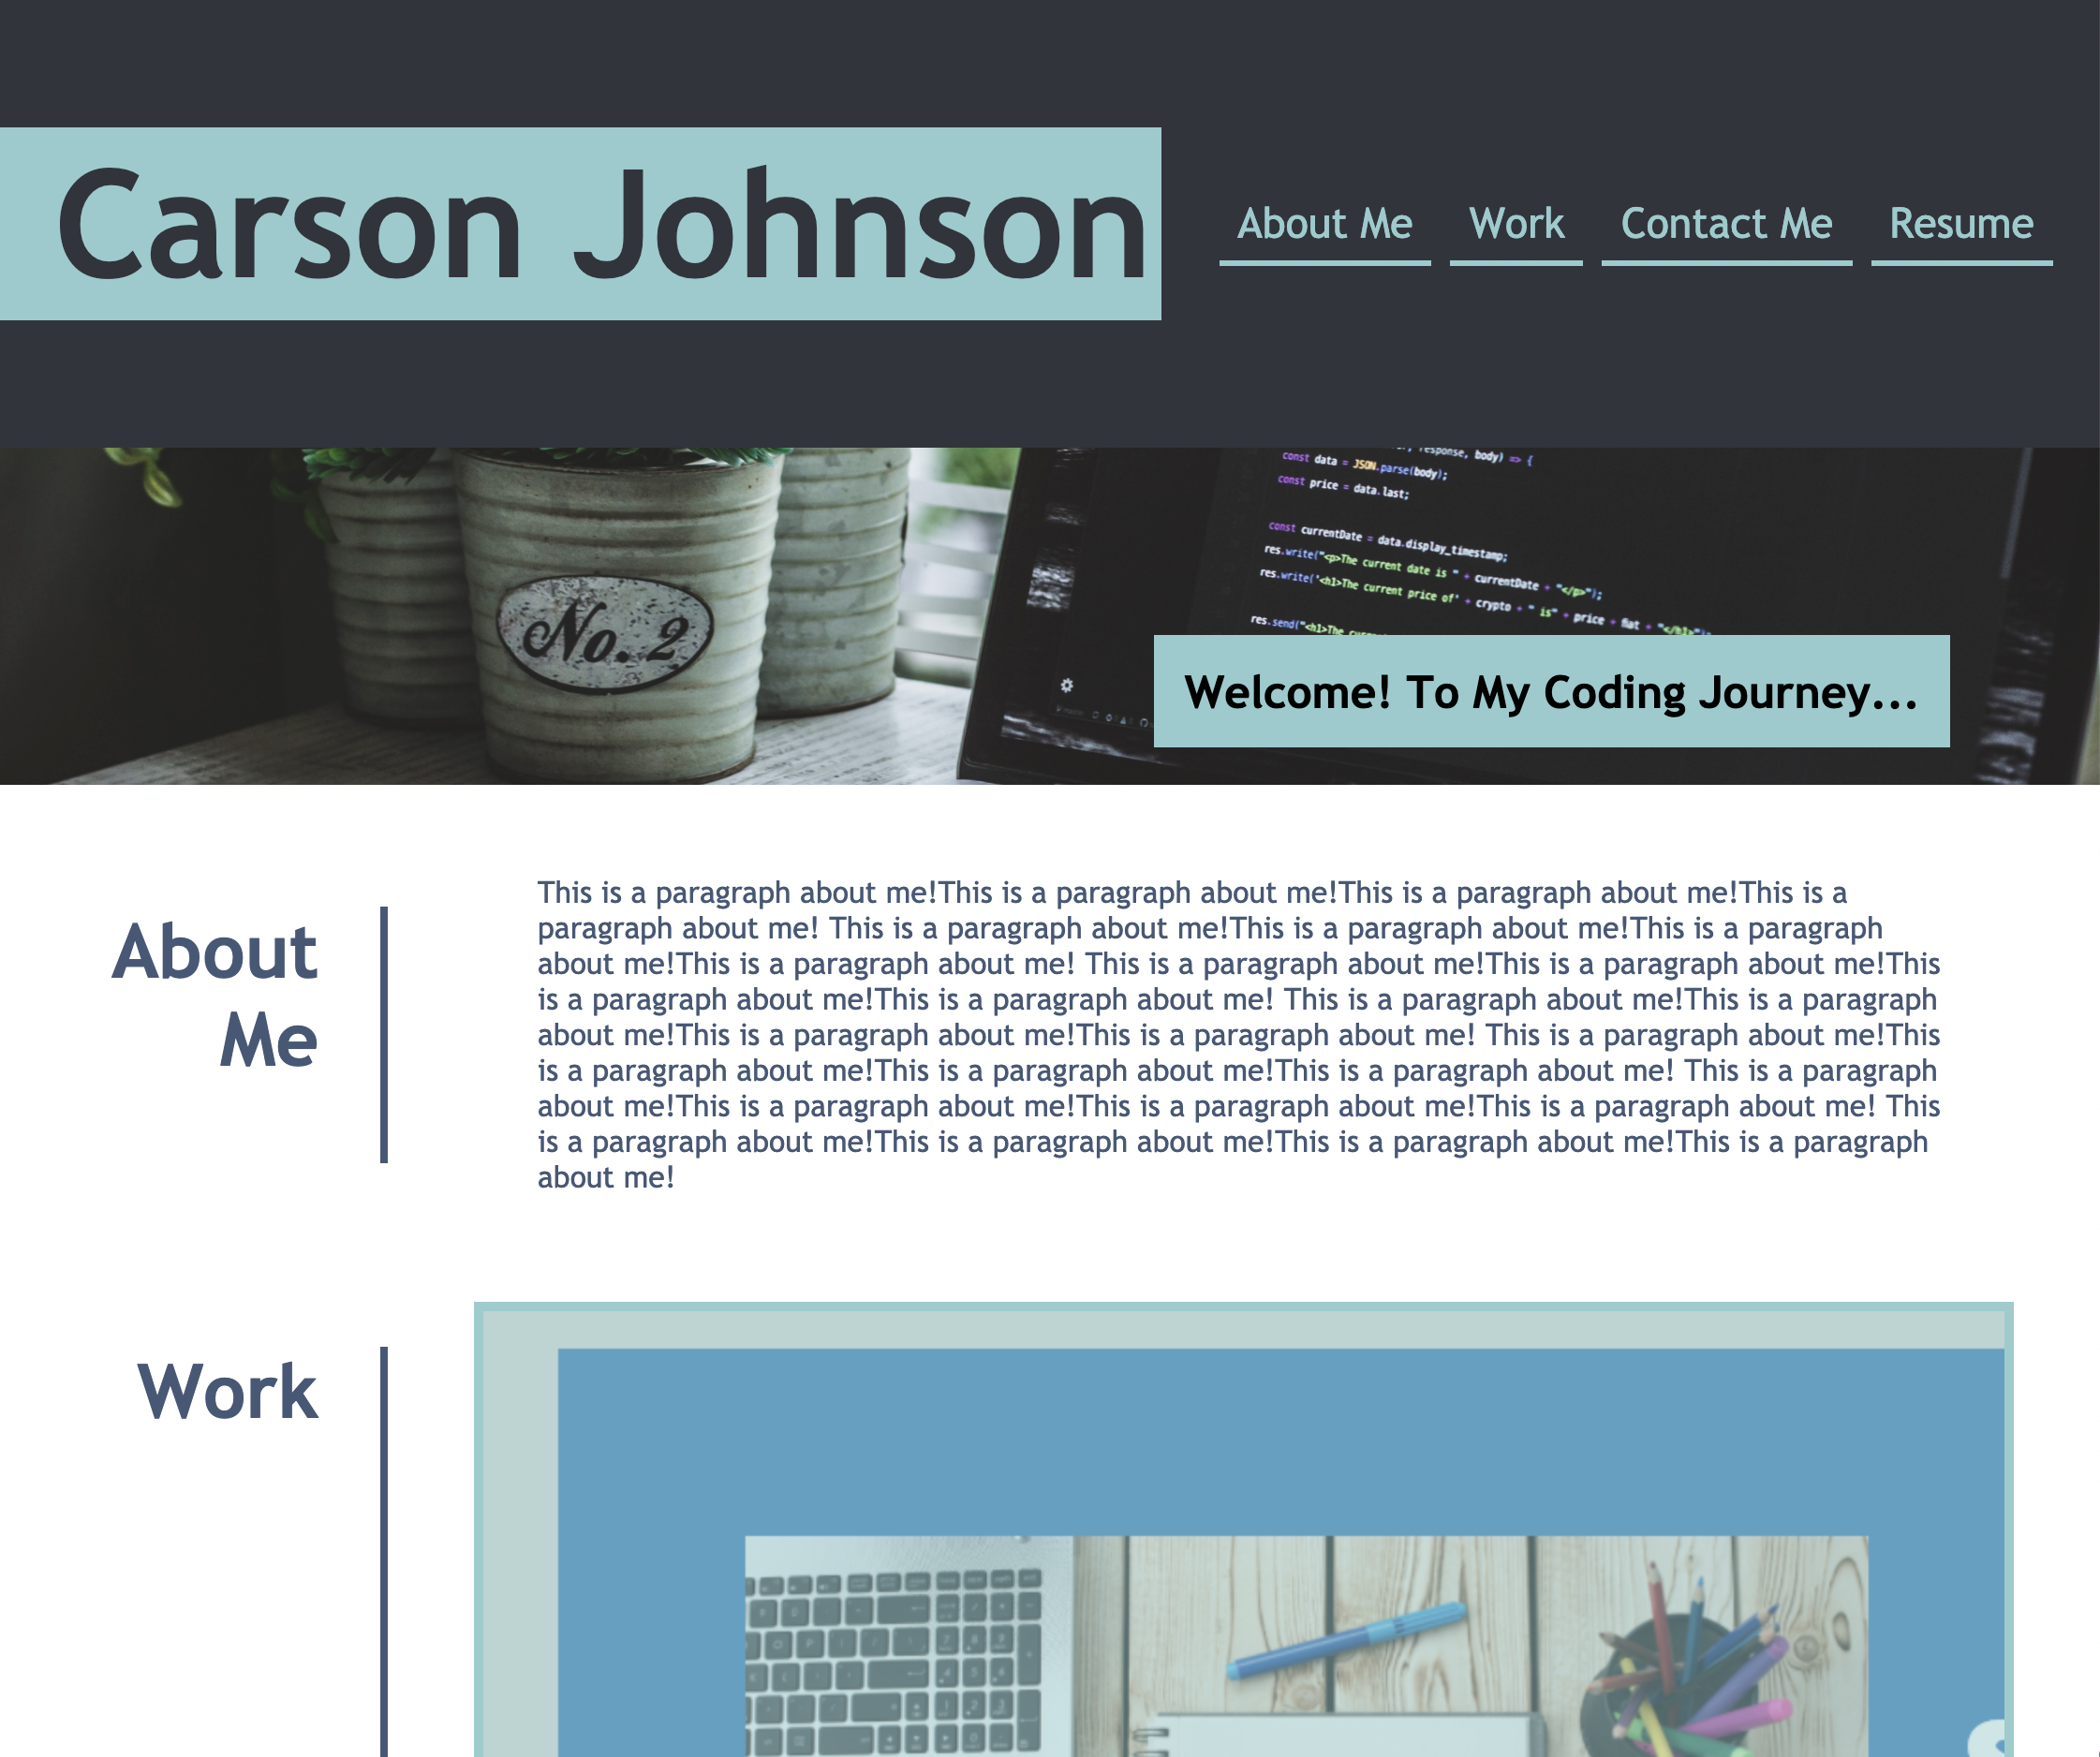 Carson Johnson
About Me Work Contact Me Resume
response, body) => {
const data = JSON.parse(body);
const price = data.last;
const currentDate = data.display_timestamp;
res.write("<p>The current date is " + currentDate + "</p>");
res.write("<h1>The current price of" + crypto + " is" + price + fiat + "</h1>");
res.send("<h1>The
No. 2
Welcome! To My Coding Journey...
About
Me
This is a paragraph about me!This is a paragraph about me!This is a paragraph about me!This is a
paragraph about me! This is a paragraph about me!This is a paragraph about me!This is a paragraph
about me!This is a paragraph about me! This is a paragraph about me!This is a paragraph about me!This
is a paragraph about me!This is a paragraph about me! This is a paragraph about me!This is a paragraph
about me!This is a paragraph about me!This is a paragraph about me! This is a paragraph about me!This
is a paragraph about me!This is a paragraph about me!This is a paragraph about me! This is a paragraph
about me!This is a paragraph about me!This is a paragraph about me!This is a paragraph about me! This
is a paragraph about me!This is a paragraph about me!This is a paragraph about me!This is a paragraph
about me!
Work